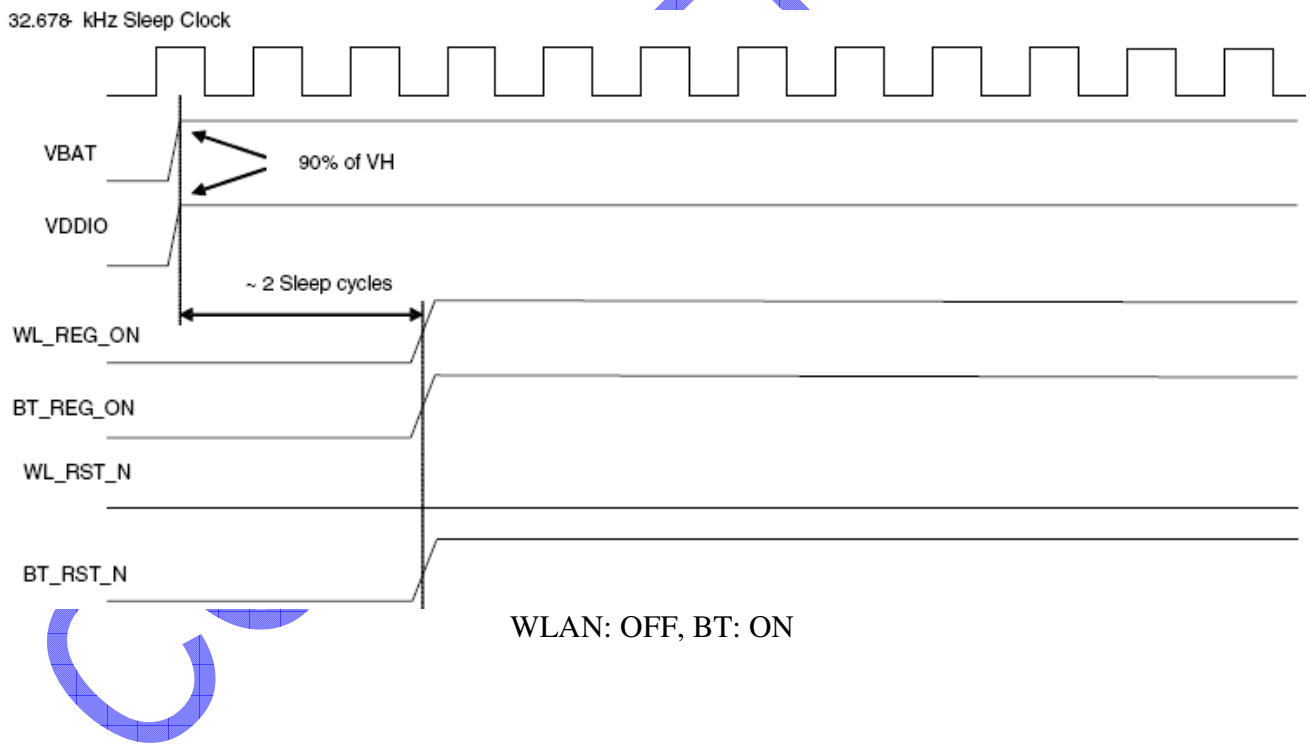 32.678- kHz Sleep Clock
VBAT
90% of VH
VDDIO
~ 2 Sleep cycles
WL_REG_ON
BT_REG_ON
WL_RST_N
BT_RST_N
WLAN: OFF, BT: ON